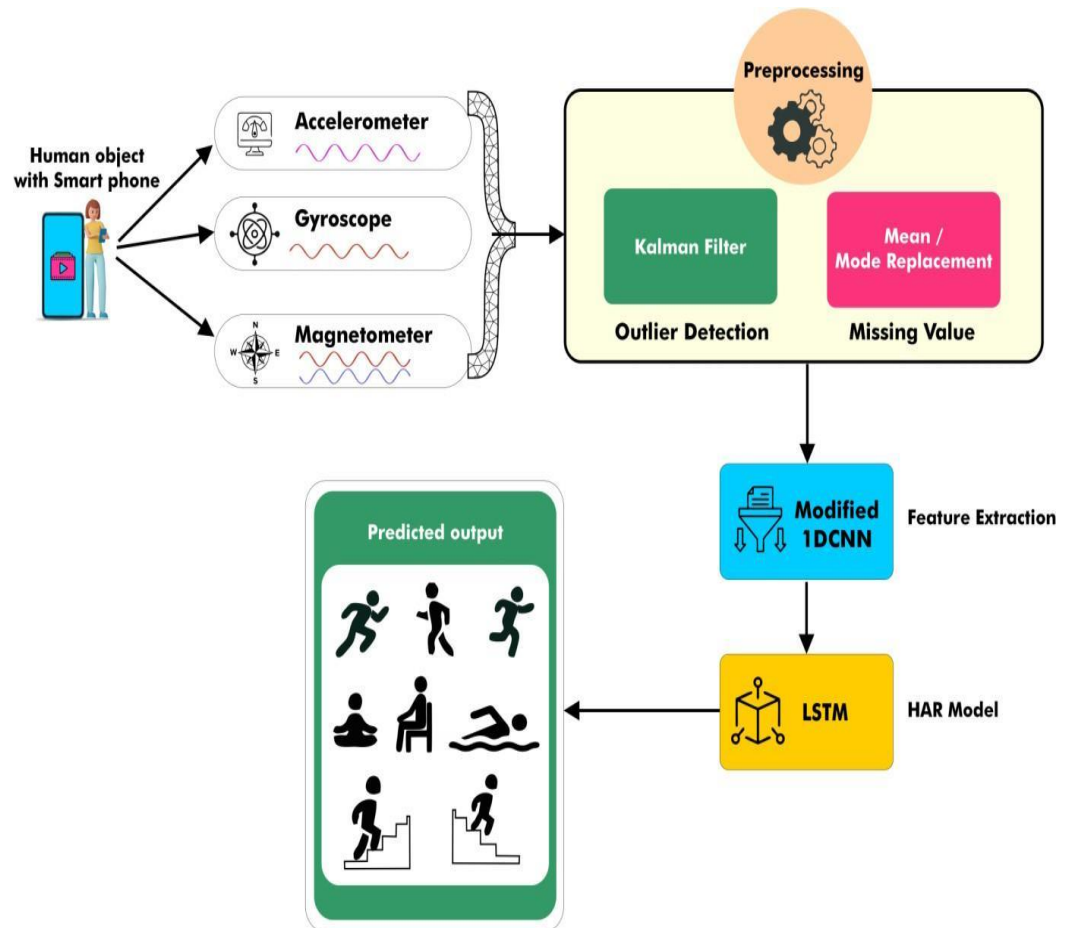 Human object
with Smart phone
Accelerometer
Gyroscope
Magnetometer
N
W
E
S
Preprocessing
Kalman Filter
Mean /
Mode Replacement
Outlier Detection
Missing Value
Modified
1DCNN
Feature Extraction
LSTM
HAR Model
Predicted output